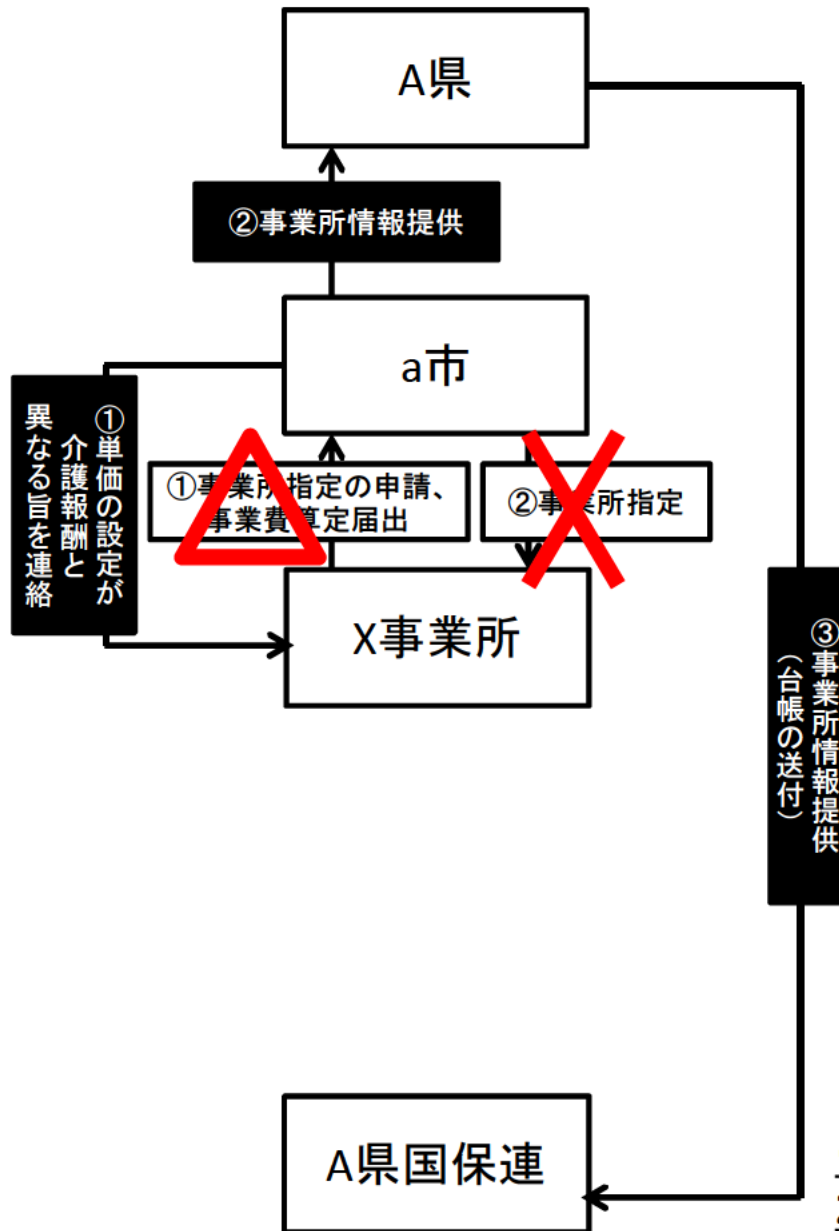 A県
②事業所情報提供
a市
①単価の設定が
介護報酬と
異なる旨を連絡
①事業所指定の申請、
事業費算定届出
②事業所指定
X事業所
③事業所情報提供
（台帳の送付）
A県国保連